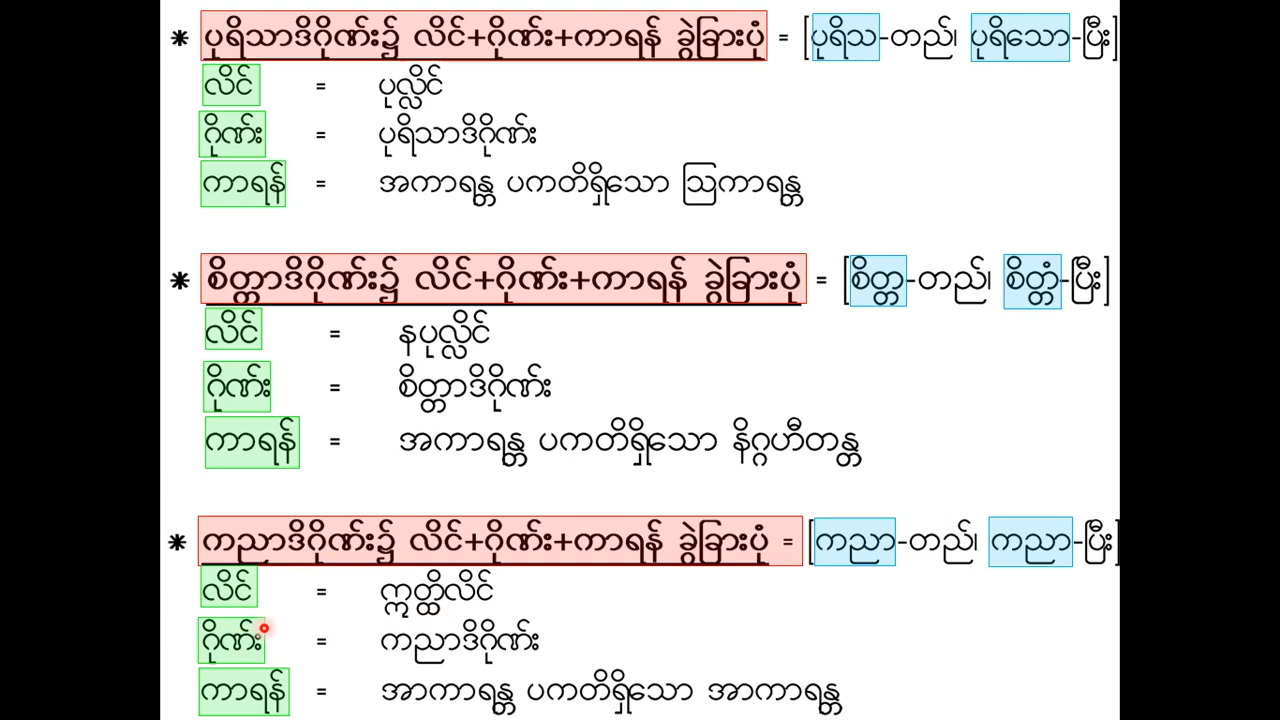 * ပုရိသာဒိဂိုဏ်း၌ လိင်+ဂိုဏ်း+ကာရန် ခွဲခြားပုံ = [ပုရိသ-တည်၊ ပုရိသော-ပြီး]
လိင် = ပုလ္လိင်
ဂိုဏ်း = ပုရိသာဒိဂိုဏ်း
ကာရန် = အကာရန္တ ပကတိရှိသော ဩကာရန္တ
* စိတ္တာဒိဂိုဏ်း၌ လိင်+ဂိုဏ်း+ကာရန် ခွဲခြားပုံ = [စိတ္တ-တည်၊ စိတ္တံ-ပြီး]
လိင် = နပုလ္လိင်
ဂိုဏ်း = စိတ္တာဒိဂိုဏ်း
ကာရန် = အကာရန္တ ပကတိရှိသော နိဂ္ဂဟီတန္တ
* ကညာဒိဂိုဏ်း၌ လိင်+ဂိုဏ်း+ကာရန် ခွဲခြားပုံ = [ကညာ-တည်၊ ကညာ-ပြီး]
လိင် = ဣတ္ထိလိင်
ဂိုဏ်း = ကညာဒိဂိုဏ်း
ကာရန် = အာကာရန္တ ပကတိရှိသော အာကာရန္တ